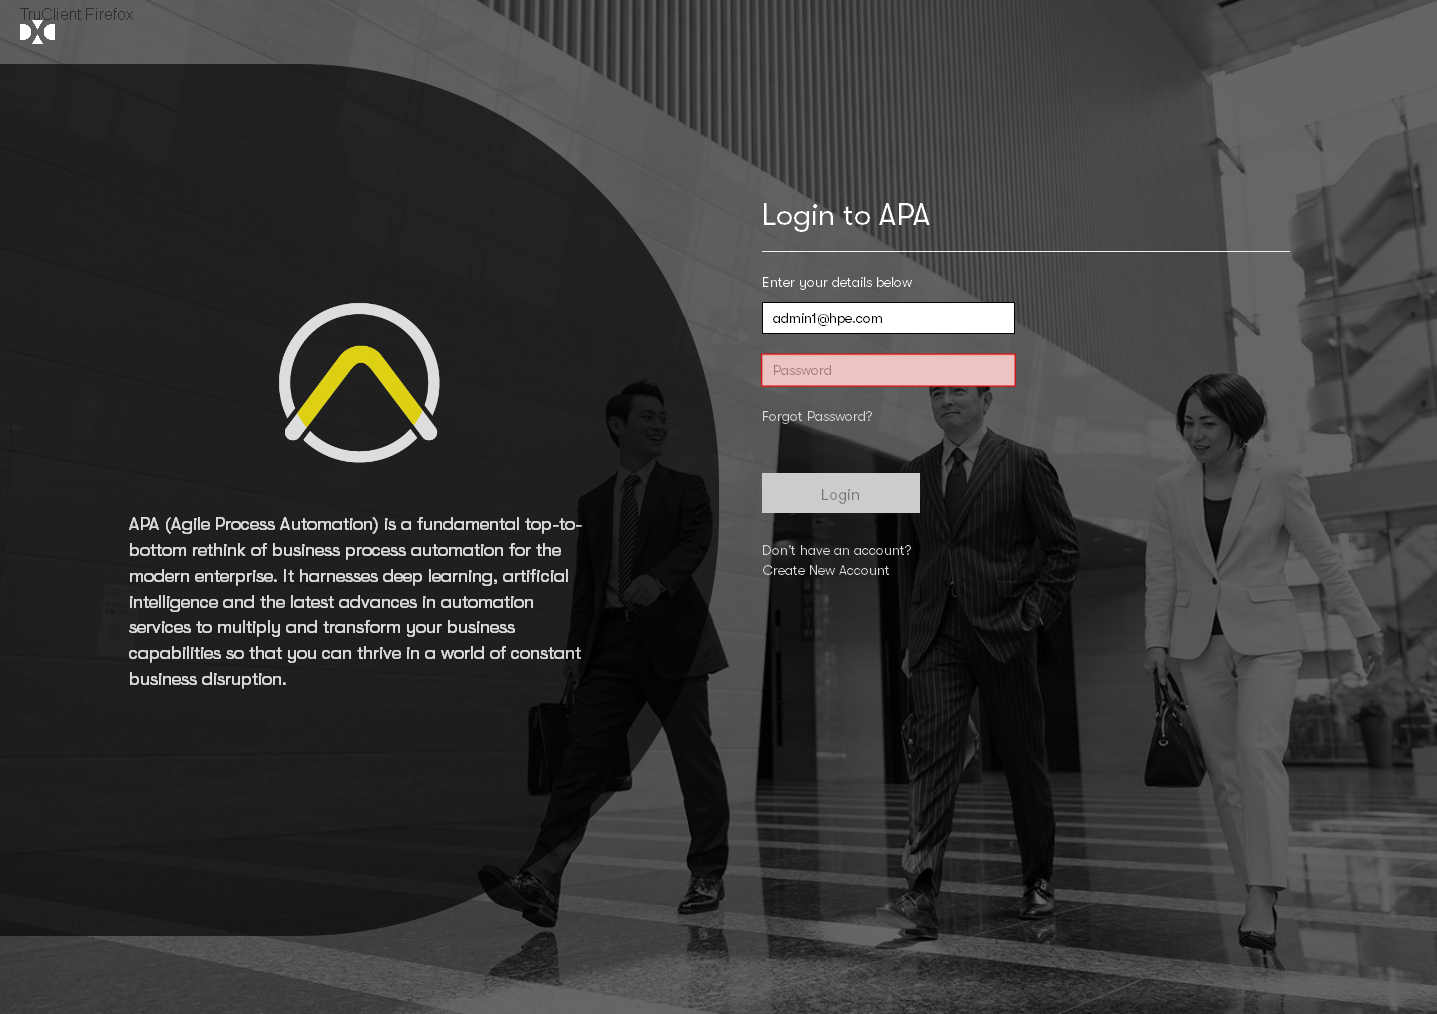 TruClient Firefox
Login to APA
Enter your details below
admin1@hpe.com
Password
Forgot Password?
Login
Don't have an account?
Create New Account
APA (Agile Process Automation) is a fundamental top-to-
bottom rethink of business process automation for the
modern enterprise. It harnesses deep learning, artificial
intelligence and the latest advances in automation
services to multiply and transform your business
capabilities so that you can thrive in a world of constant
business disruption.